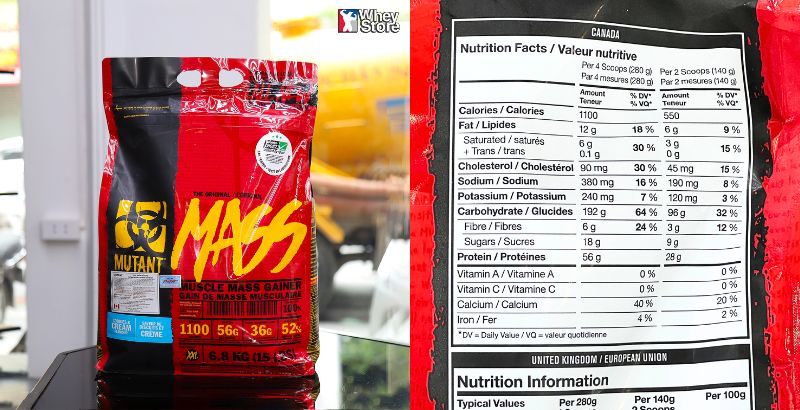 Whey
Store
THE ORIGINAL
MASS
MUTANT
MUSCLE MASS GAINER
GAIN DE MASSE MUSCULAIRE
100%
1100 56G 36G 52%
COOKIES &
CREAM
SAVEUR DE
BISCUITS ET
CRÈME
XXL 6.8 KG (15
CANADA
Nutrition Facts / Valeur nutritive
Per 4 Scoops (280 g) Per 2 Scoops (140 g)
Par 4 mesures (280 g) Par 2 mesures (140 g)
Amount % DV* Amount % DV*
Teneur % VQ* Teneur % VQ*
Calories / Calories 1100 550
Fat / Lipides 12 g 18 % 6 g 9 %
Saturated / saturés 6 g 30 % 3 g 15 %
+ Trans / trans 0.1 g 0 g
Cholesterol / Cholestérol 90 mg 30 % 45 mg 15 %
Sodium / Sodium 380 mg 16 % 190 mg 8 %
Potassium / Potassium 240 mg 7 % 120 mg 3 %
Carbohydrate / Glucides 192 g 64 % 96 g 32 %
Fibre / Fibres 6 g 24 % 3 g 12 %
Sugars / Sucres 18 g 9 g
Protein / Protéines 56 g 28 g
Vitamin A / Vitamine A 0 % 0 %
Vitamin C / Vitamine C 0 % 0 %
Calcium / Calcium 40 % 20 %
Iron / Fer 4 % 2 %
*DV = Daily Value / VQ = valeur quotidienne
UNITED KINGDOM / EUROPEAN UNION
Nutrition Information
Typical Values Per 280g Per 140g Per 100g
2 Scoops